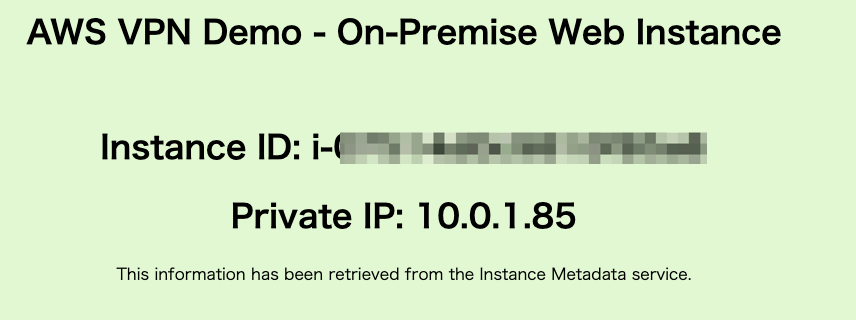 AWS VPN Demo - On-Premise Web Instance
Instance ID:
Private IP: 10.0.1.85
This information has been retrieved from the Instance Metadata service.